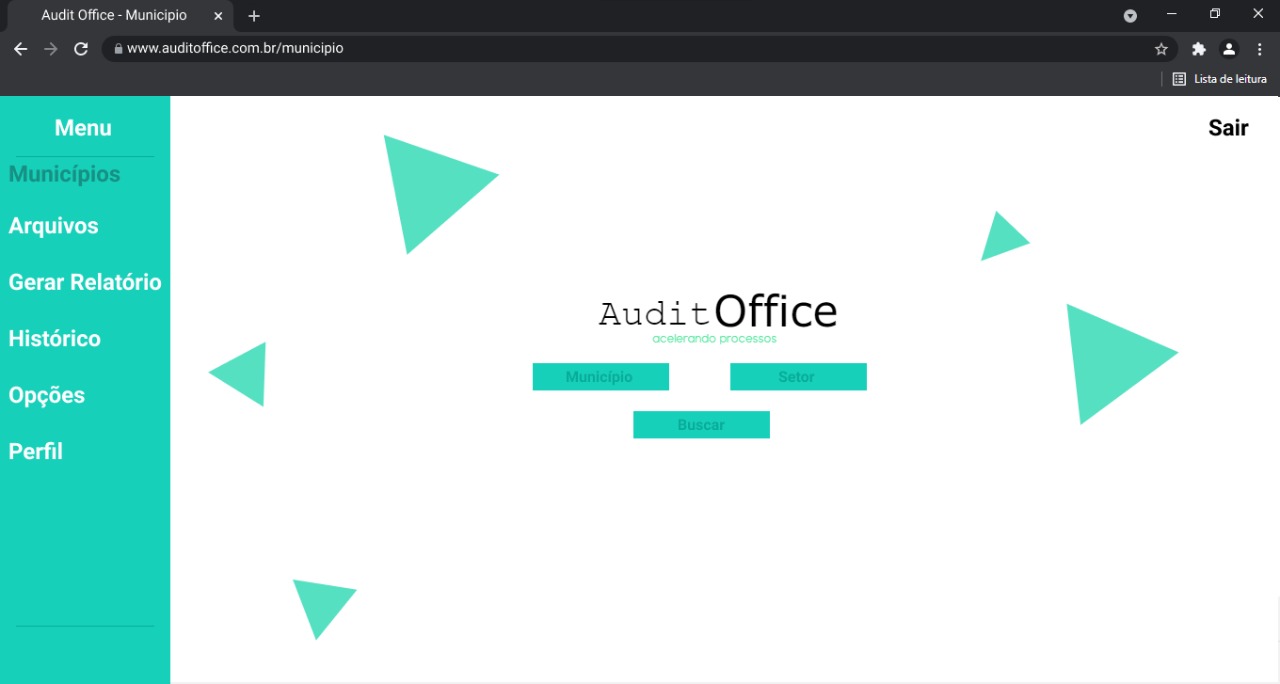 Audit Office - Municipio
www.auditoffice.com.br/municipio
Lista de leitura
Menu
Sair
Municípios
Arquivos
Gerar Relatório
Histórico
Opções
Perfil
AuditOffice
acelerando processos
Município Setor
Buscar